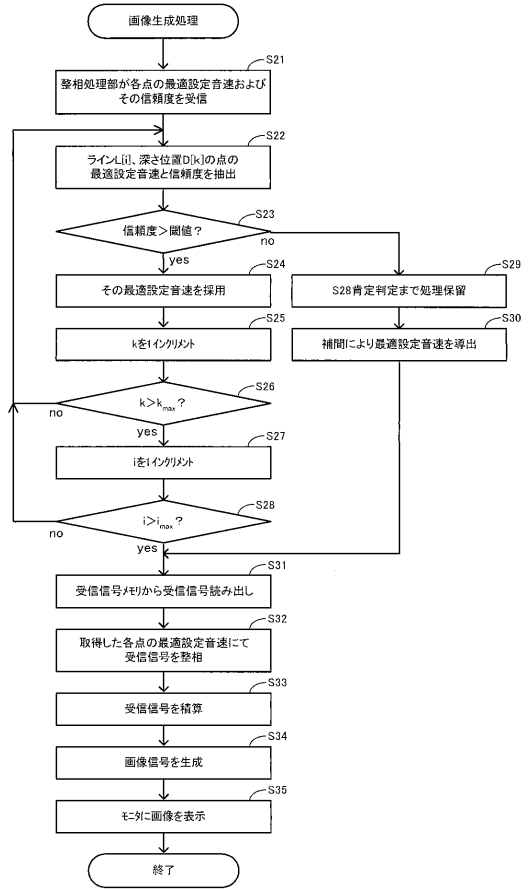 画像生成処理
S21
整相処理部が各点の最適設定音速および
その信頼度を受信
S22
ラインL[i]、深さ位置D[k]の点の
最適設定音速と信頼度を抽出
S23
信頼度>閾値?
no
yes
S24
その最適設定音速を採用
S29
S28肯定判定まで処理保留
S25
kを1インクリメント
S30
補間により最適設定音速を導出
S26
k>kmax?
no
yes
S27
iを1インクリメント
S28
i>imax?
no
yes
S31
受信信号メモリから受信信号読み出し
S32
取得した各点の最適設定音速にて
受信信号を整相
S33
受信信号を積算
S34
画像信号を生成
S35
モニタに画像を表示
終了